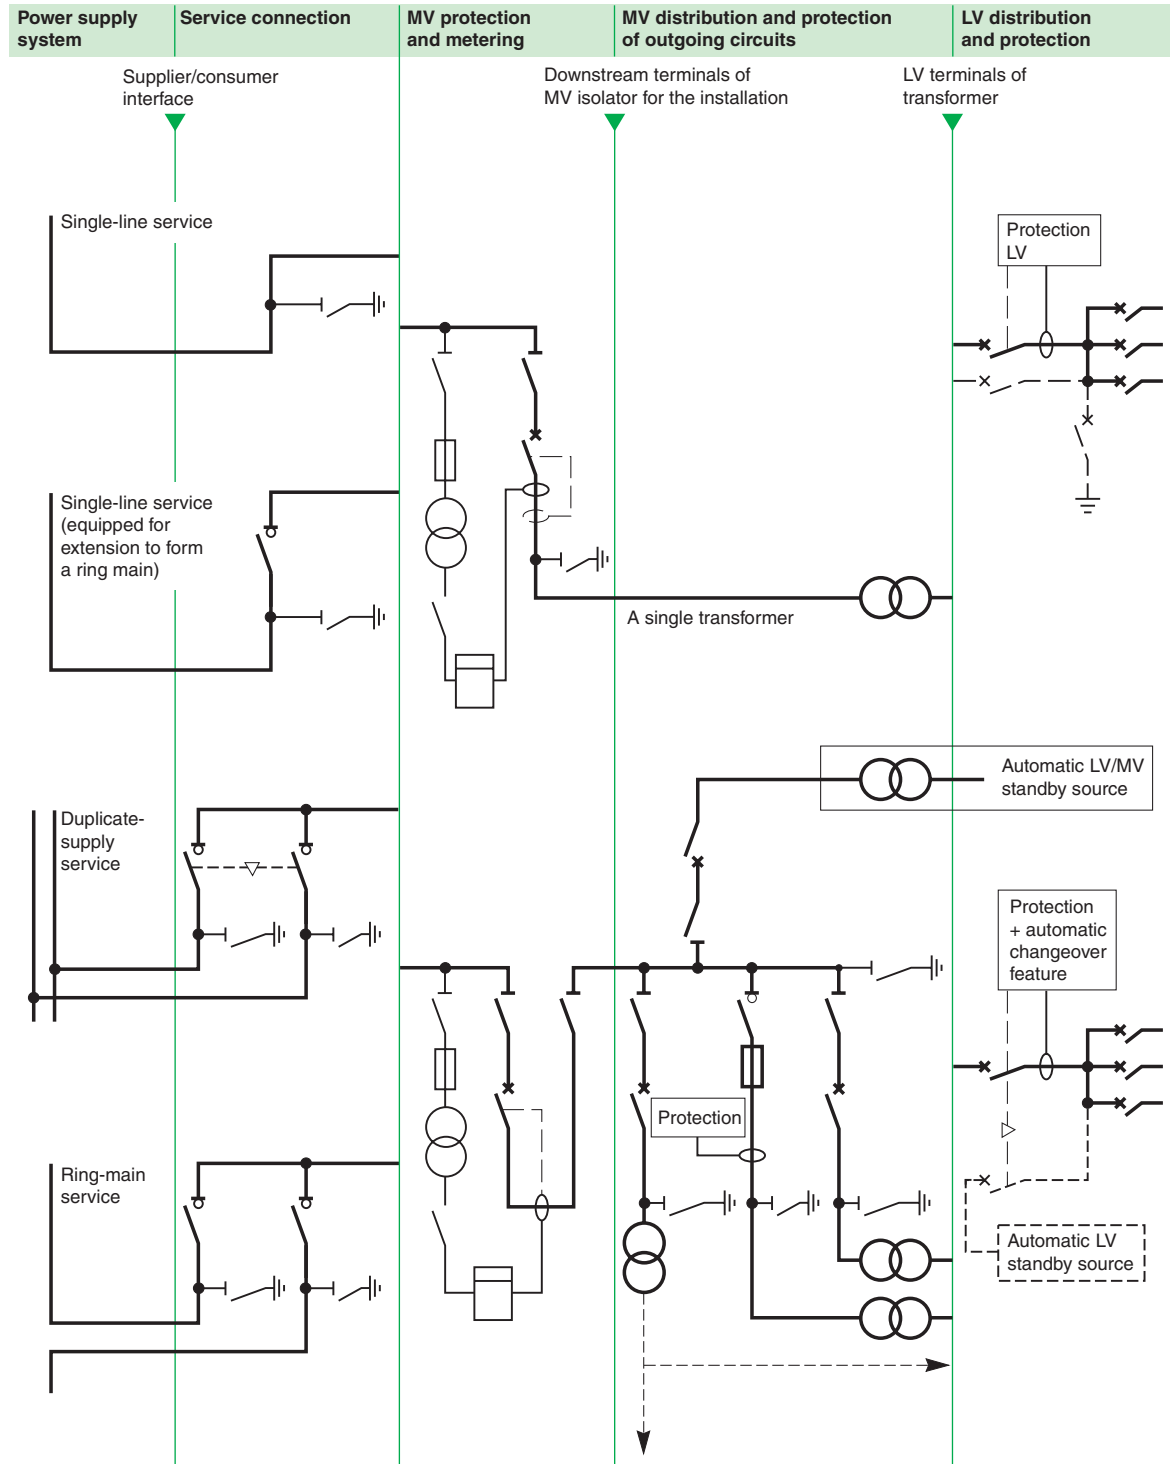 Power supply
system
Service connection
MV protection
and metering
MV distribution and protection
of outgoing circuits
LV distribution
and protection
Supplier/consumer
interface
Downstream terminals of
MV isolator for the installation
LV terminals of
transformer
Single-line service
Protection
LV
Single-line service
(equipped for
extension to form
a ring main)
A single transformer
Automatic LV/MV
standby source
Duplicate-
supply
service
Protection
+ automatic
changeover
feature
Protection
Ring-main
service
Automatic LV
standby source